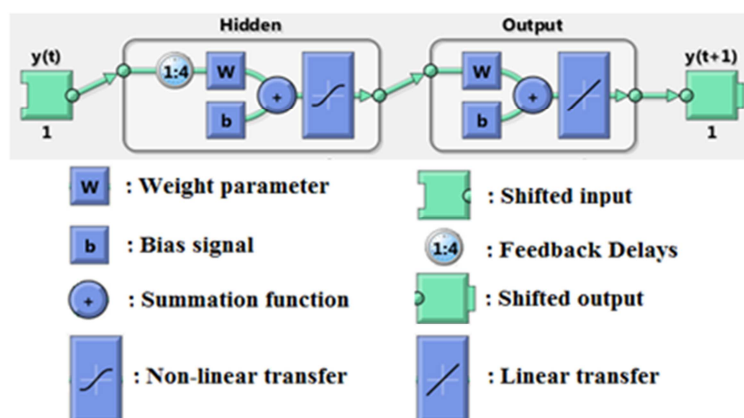 Hidden
Output
y(t)
y(t+1)
1:4
W
b
+
W
b
+
1
1
W : Weight parameter
: Shifted input
b : Bias signal
1:4 : Feedback Delays
+ : Summation function
: Shifted output
: Non-linear transfer
: Linear transfer